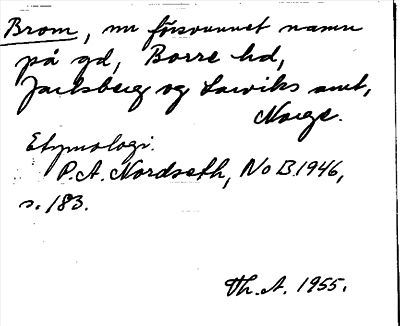 Brom, nu försvunnet namn
på gd, Borre hd,
Jarlsberg og Larviks amt,
Norge.
Etymologi.
P.A. Nordseth, NoB 1946,
s. 183.
Th. A. 1955.